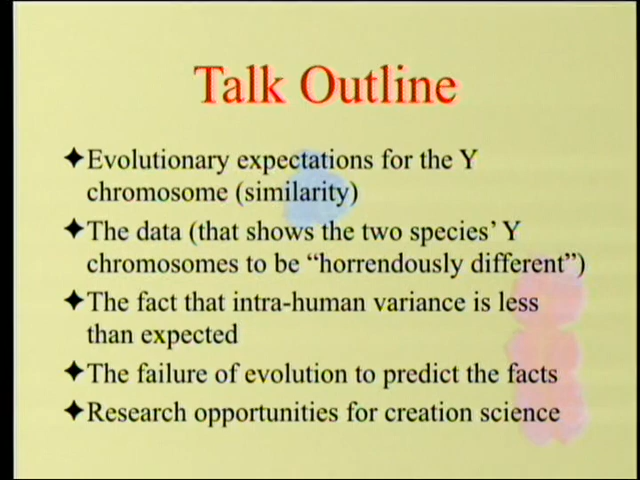 Talk Outline
✦Evolutionary expectations for the Y
chromosome (similarity)
✦The data (that shows the two species' Y
chromosomes to be “horrendously different”)
✦The fact that intra-human variance is less
than expected
✦The failure of evolution to predict the facts
✦Research opportunities for creation science